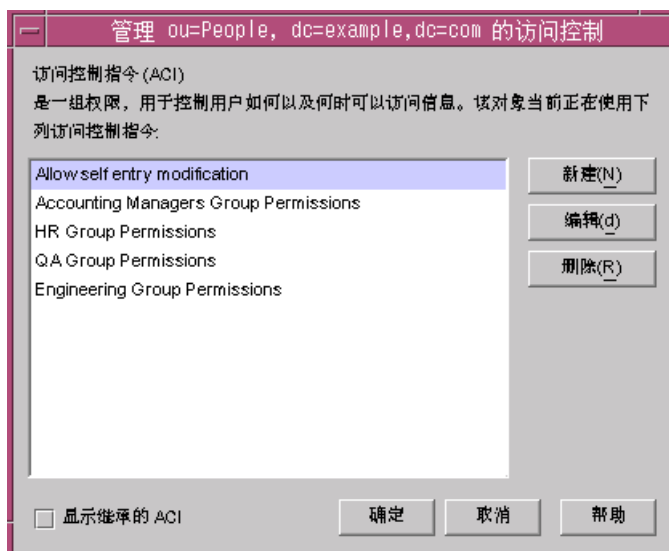 管理 ou=People, dc=example,dc=com 的访问控制
访问控制指令 (ACI)
是一组权限，用于控制用户如何以及何时可以访问信息。该对象当前正在使用下
列访问控制指令:
Allow self entry modification
Accounting Managers Group Permissions
HR Group Permissions
QA Group Permissions
Engineering Group Permissions
新建(N)
编辑(d)
删除(R)
显示继承的 ACI
确定
取消
帮助